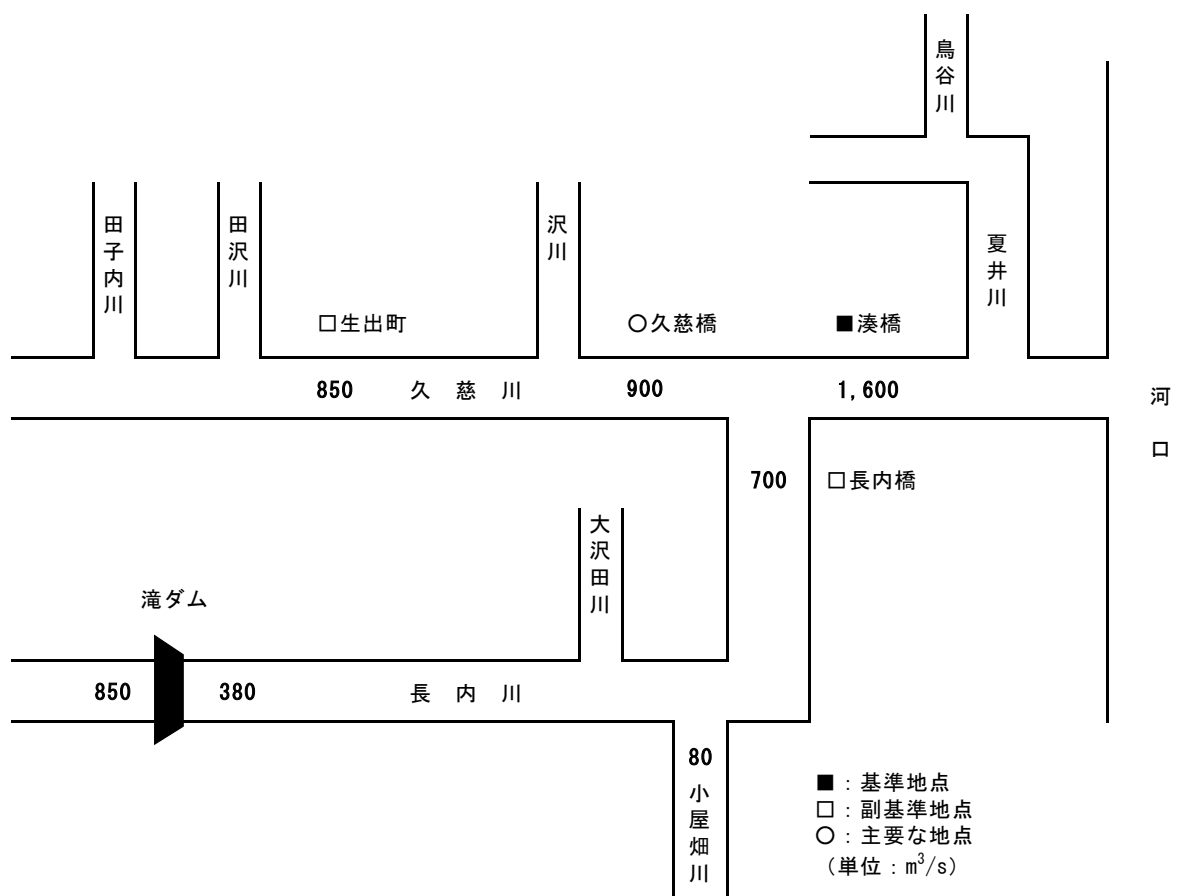 鳥谷川
田子内川
田沢川
沢川
夏井川
□生出町
○久慈橋
■湊橋
850 久慈川 900 1,600
河口
700 □長内橋
大沢田川
滝ダム
850 380 長内川
80
小屋畑川
■：基準地点
□：副基準地点
○：主要な地点
（単位：m³/s）